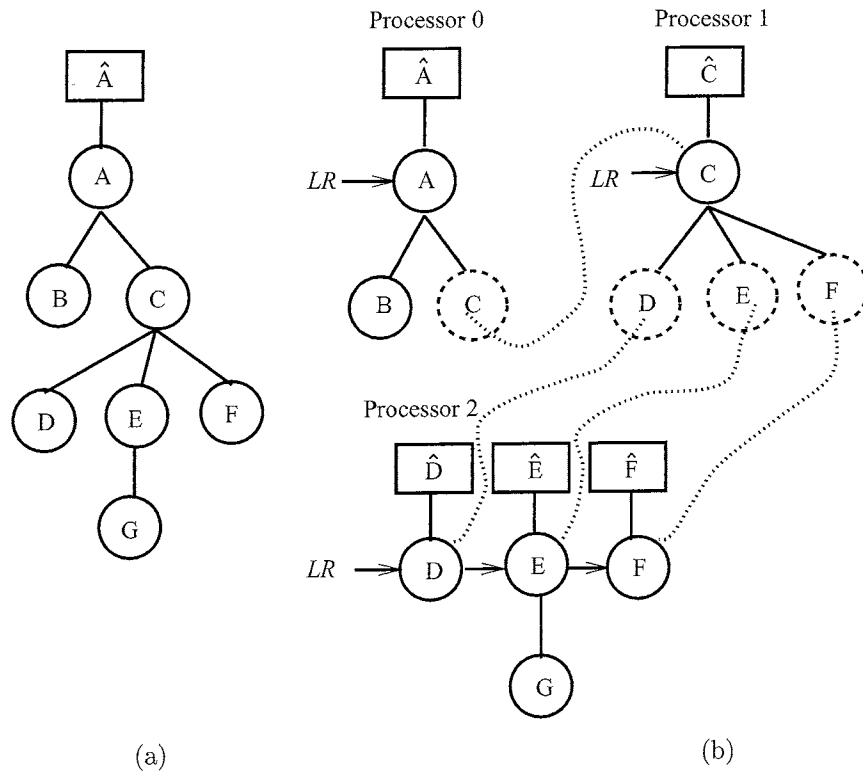 Processor 0
Processor 1
Â
Â
Ĉ
A
LR
A
LR
C
B
C
B
C
D
E
F
D
E
F
Processor 2
D̂
Ê
F̂
G
LR
D
E
F
G
(a)
(b)